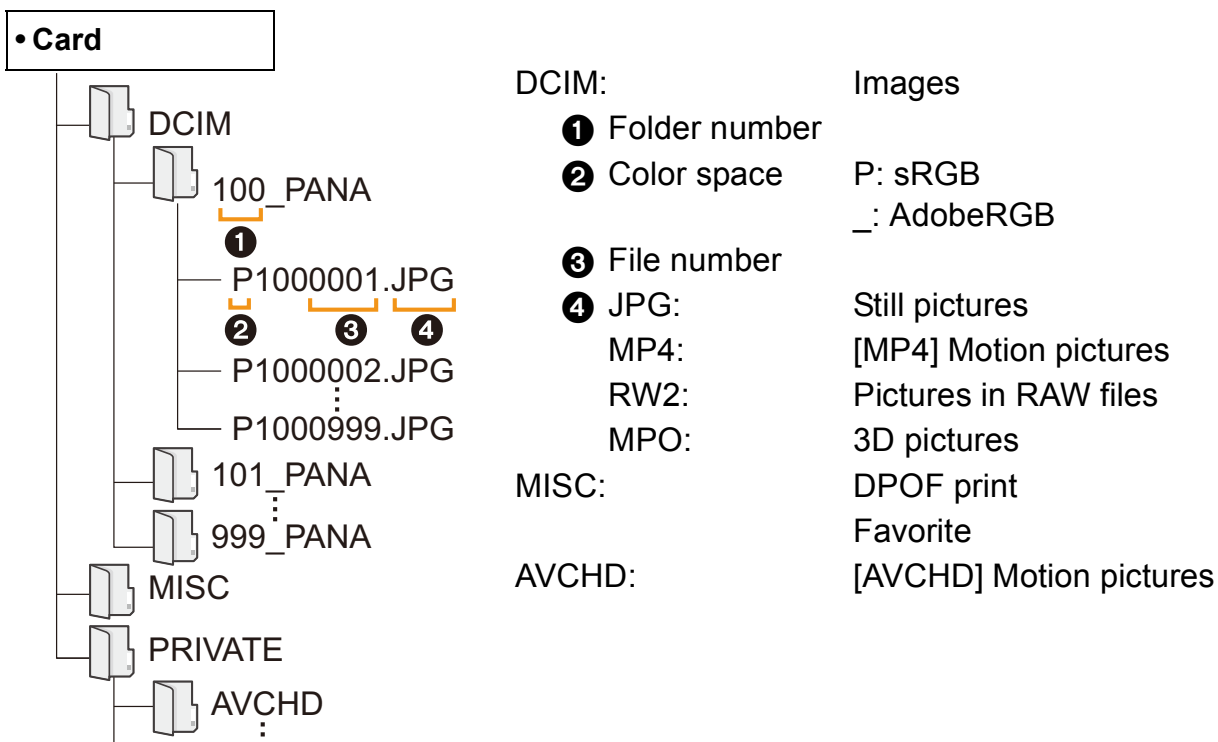 • Card
DCIM
100_PANA
❶
P1000001.JPG
❷ ❸ ❹
P1000002.JPG
P1000999.JPG
101_PANA
999_PANA
MISC
PRIVATE
AVCHD
DCIM: Images
❶ Folder number
❷ Color space P: sRGB
_: AdobeRGB
❸ File number
❹ JPG: Still pictures
MP4: [MP4] Motion pictures
RW2: Pictures in RAW files
MPO: 3D pictures
MISC: DPOF print
Favorite
AVCHD: [AVCHD] Motion pictures